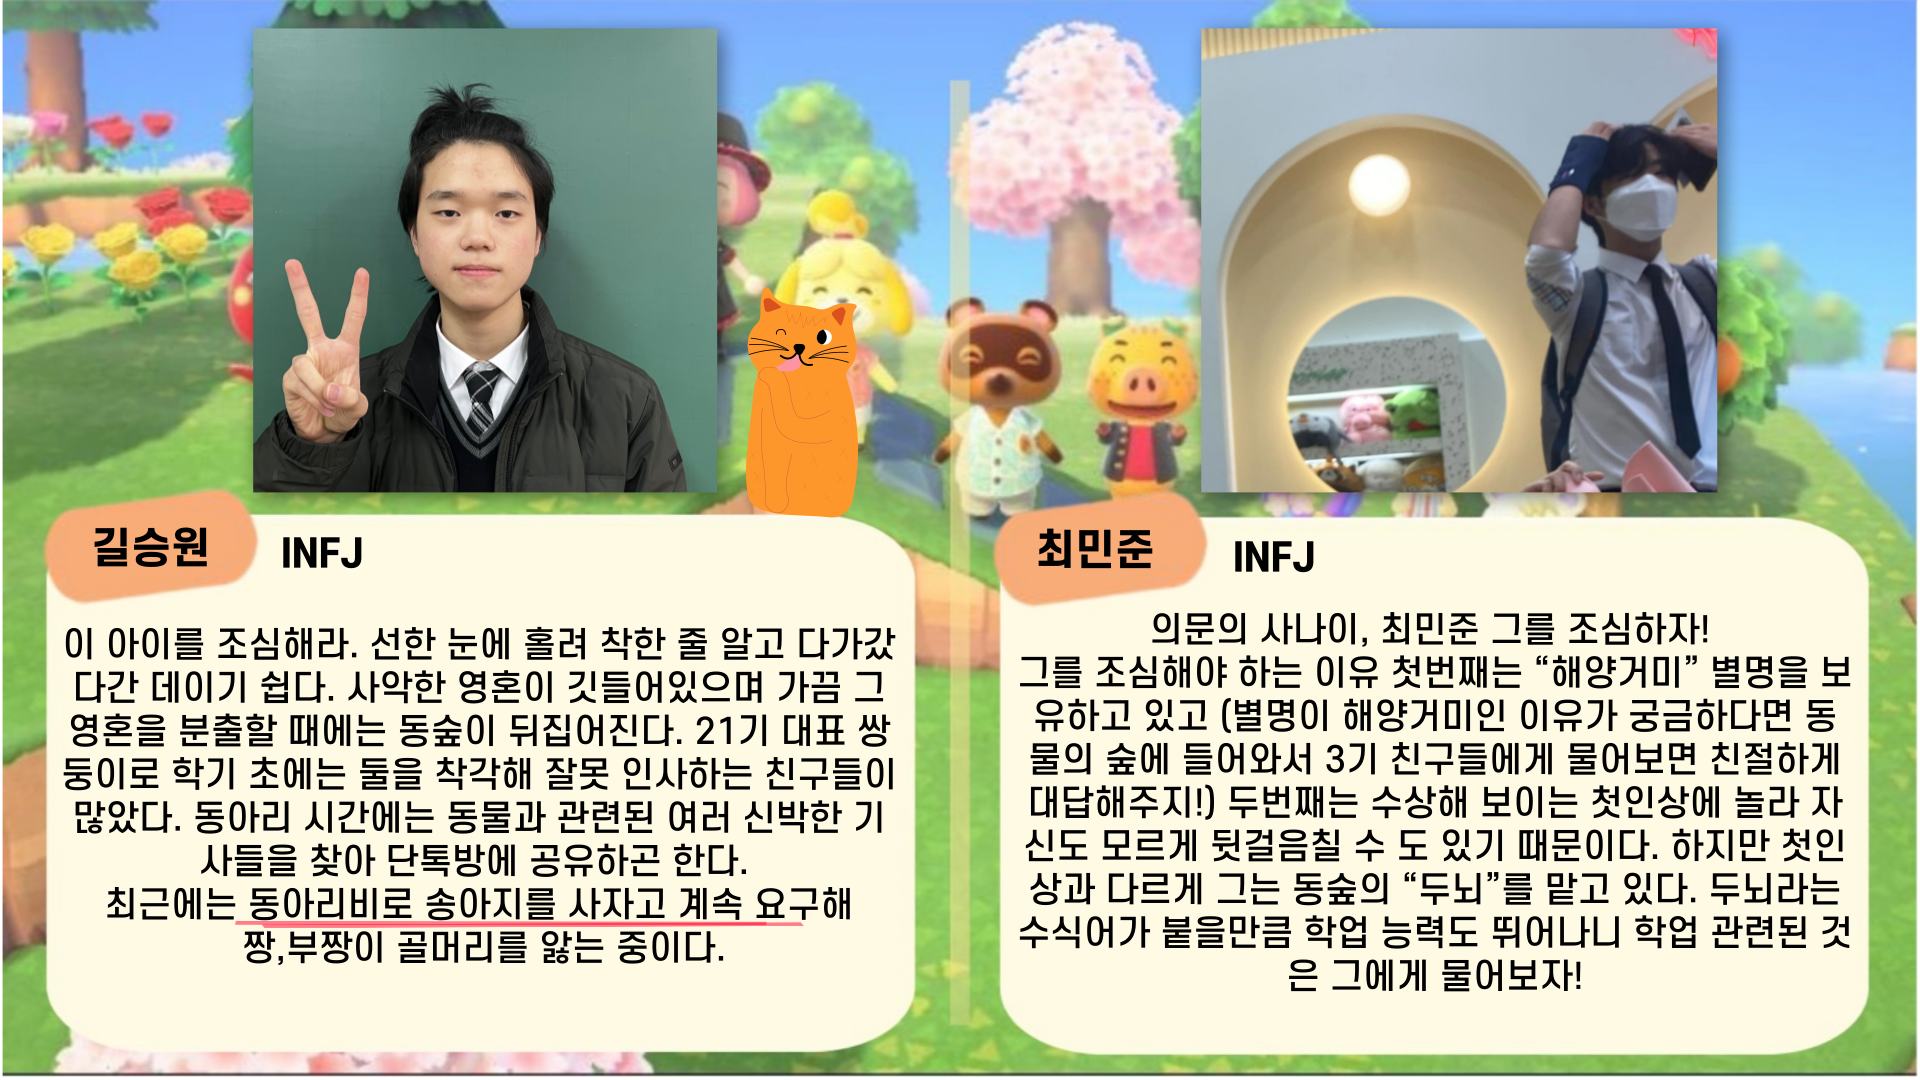 길승원
INFJ
이 아이를 조심해라. 선한 눈에 홀려 착한 줄 알고 다가갔
다간 데이기 쉽다. 사악한 영혼이 깃들어있으며 가끔 그
영혼을 분출할 때에는 동숲이 뒤집어진다. 21기 대표 쌍
둥이로 학기 초에는 둘을 착각해 잘못 인사하는 친구들이
많았다. 동아리 시간에는 동물과 관련된 여러 신박한 기
사들을 찾아 단톡방에 공유하곤 한다.
최근에는 동아리비로 송아지를 사자고 계속 요구해
짱,부짱이 골머리를 앓는 중이다.
최민준
INFJ
의문의 사나이, 최민준 그를 조심하자!
그를 조심해야 하는 이유 첫번째는 “해양거미” 별명을 보
유하고 있고 (별명이 해양거미인 이유가 궁금하다면 동
물의 숲에 들어와서 3기 친구들에게 물어보면 친절하게
대답해주지!) 두번째는 수상해 보이는 첫인상에 놀라 자
신도 모르게 뒷걸음칠 수 도 있기 때문이다. 하지만 첫인
상과 다르게 그는 동숲의 “두뇌”를 맡고 있다. 두뇌라는
수식어가 붙을만큼 학업 능력도 뛰어나니 학업 관련된 것
은 그에게 물어보자!